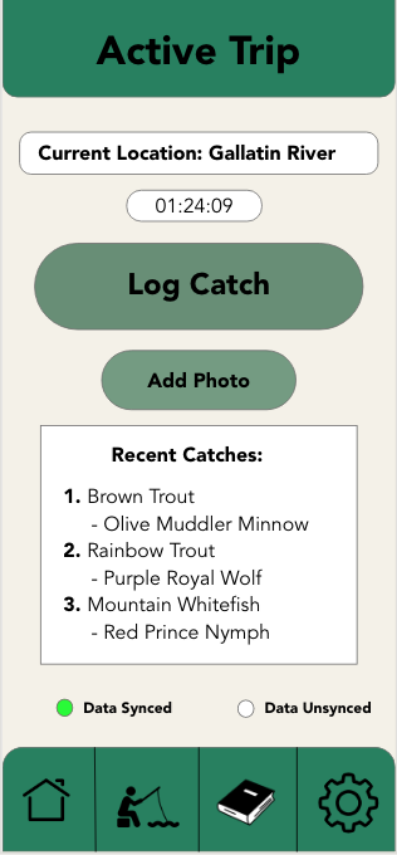 Active Trip
Current Location: Gallatin River
01:24:09
Log Catch
Add Photo
Recent Catches:
1. Brown Trout
- Olive Muddler Minnow
2. Rainbow Trout
- Purple Royal Wolf
3. Mountain Whitefish
- Red Prince Nymph
Data Synced
Data Unsynced